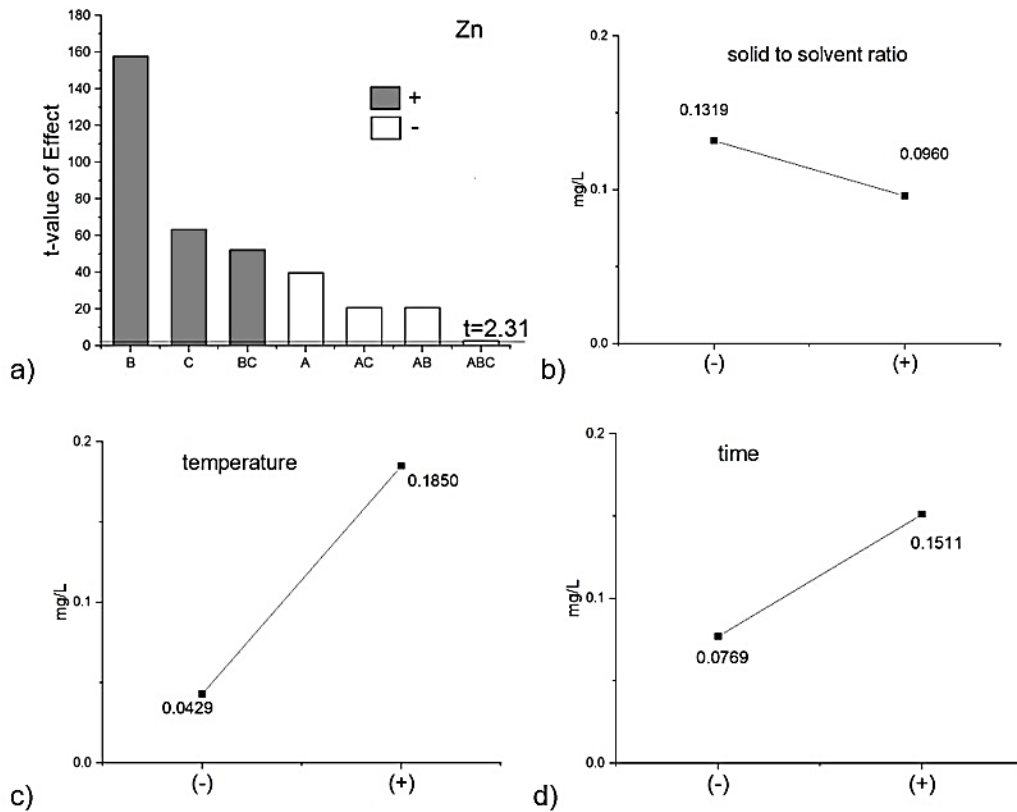 Zn
180
160
140
120
100
80
60
40
20
0
t-value of Effect
+
-
t=2.31
B C BC A AC AB ABC
a)
solid to solvent ratio
0.2
0.1
0.0
mg/L
0.1319
0.0960
(-) (+)
b)
temperature
0.2
0.1
0.0
mg/L
0.1850
0.0429
(-) (+)
c)
time
0.2
0.1
0.0
mg/L
0.1511
0.0769
(-) (+)
d)